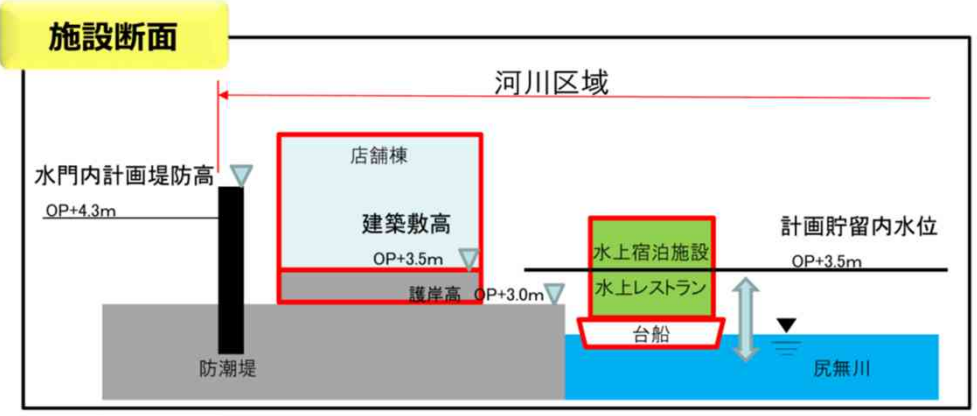 施設断面
河川区域
店舗棟
水門内計画堤防高
OP+4.3m
建築敷高
OP+3.5m
計画貯留内水位
OP+3.5m
水上宿泊施設
水上レストラン
護岸高 OP+3.0m
台船
防潮堤
尻無川